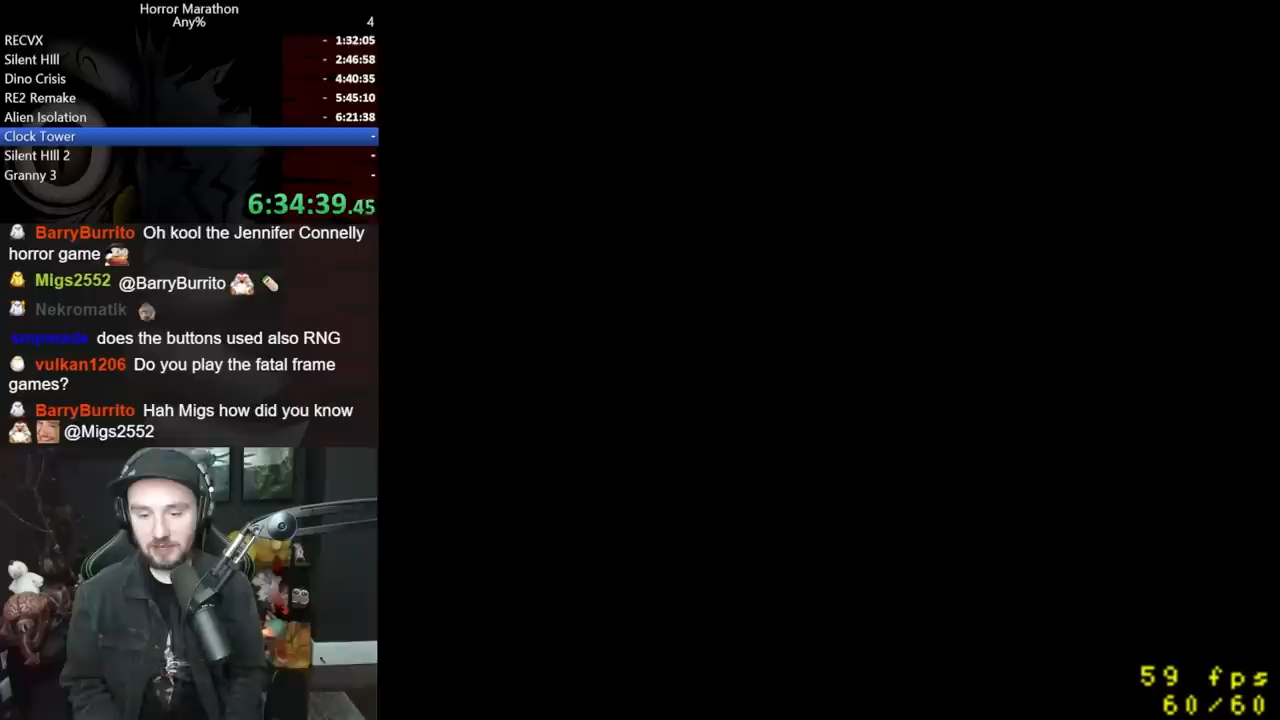 Horror Marathon
Any%
4
RECVX - 1:32:05
Silent HIll - 2:46:58
Dino Crisis - 4:40:35
RE2 Remake - 5:45:10
Alien Isolation - 6:21:38
Clock Tower -
Silent HIll 2 -
Granny 3 -
6:34:39.45
BarryBurrito Oh kool the Jennifer Connelly
horror game
Migs2552 @BarryBurrito
Nekromatik
does the buttons used also RNG
vulkan1206 Do you play the fatal frame
games?
BarryBurrito Hah Migs how did you know
@Migs2552
59 fps
60/60